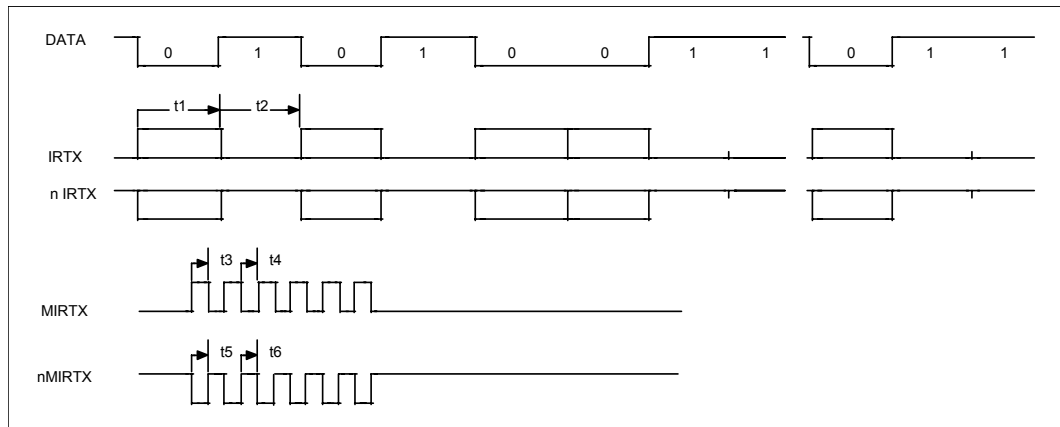 DATA
0 1 0 1 0 0 1 1 0 1 1
t1 t2
IRTX
n IRTX
t3 t4
MIRTX
t5 t6
nMIRTX